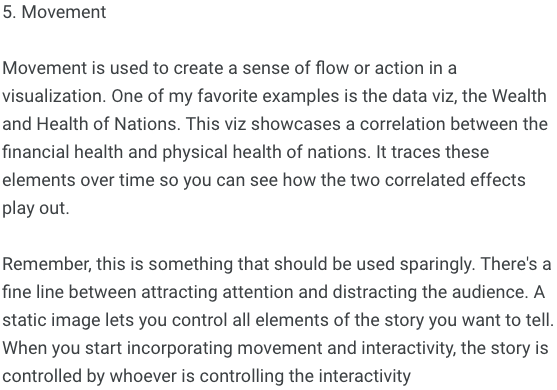 5. Movement
Movement is used to create a sense of flow or action in a
visualization. One of my favorite examples is the data viz, the Wealth
and Health of Nations. This viz showcases a correlation between the
financial health and physical health of nations. It traces these
elements over time so you can see how the two correlated effects
play out.
Remember, this is something that should be used sparingly. There's a
fine line between attracting attention and distracting the audience. A
static image lets you control all elements of the story you want to tell.
When you start incorporating movement and interactivity, the story is
controlled by whoever is controlling the interactivity